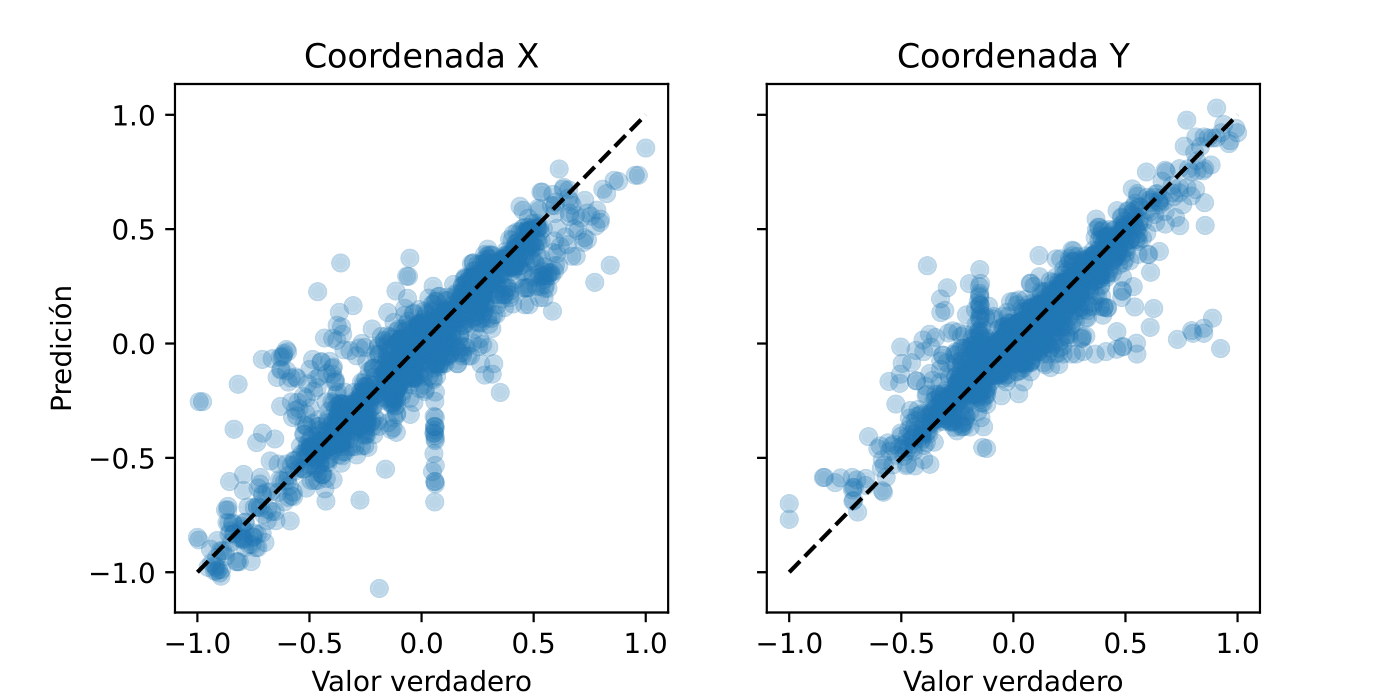 Coordenada X
Coordenada Y
Predicción
1.0
0.5
0.0
−0.5
−1.0
−1.0 −0.5 0.0 0.5 1.0
−1.0 −0.5 0.0 0.5 1.0
Valor verdadero
Valor verdadero